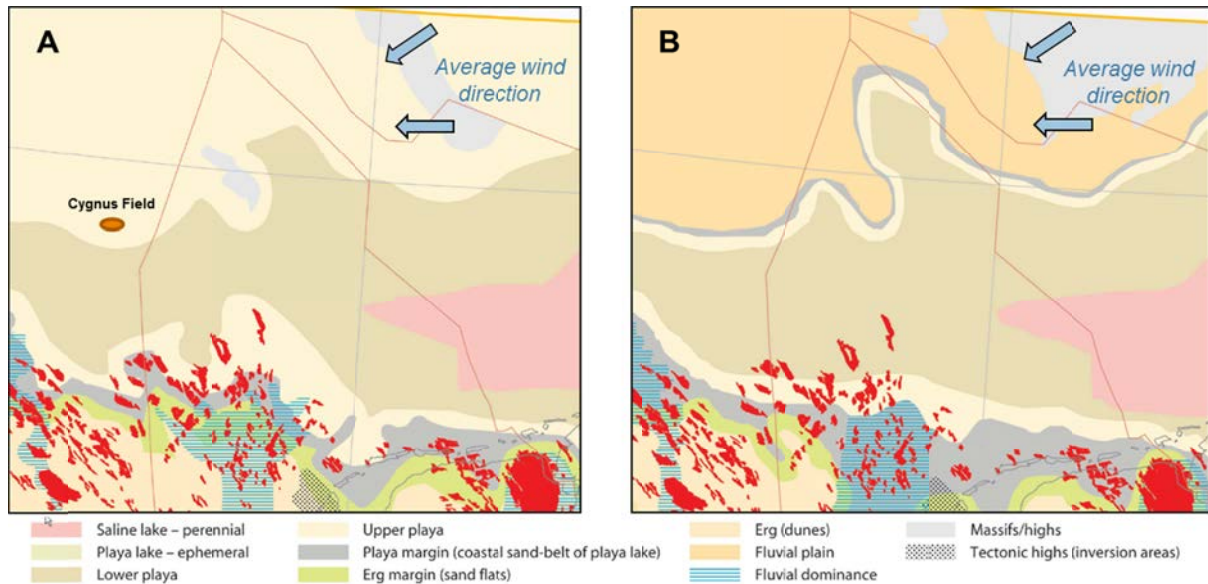 A
Average wind
direction
Cygnus Field
B
Average wind
direction
Saline lake – perennial
Playa lake – ephemeral
Lower playa
Upper playa
Playa margin (coastal sand-belt of playa lake)
Erg margin (sand flats)
Erg (dunes)
Fluvial plain
Fluvial dominance
Massifs/highs
Tectonic highs (inversion areas)